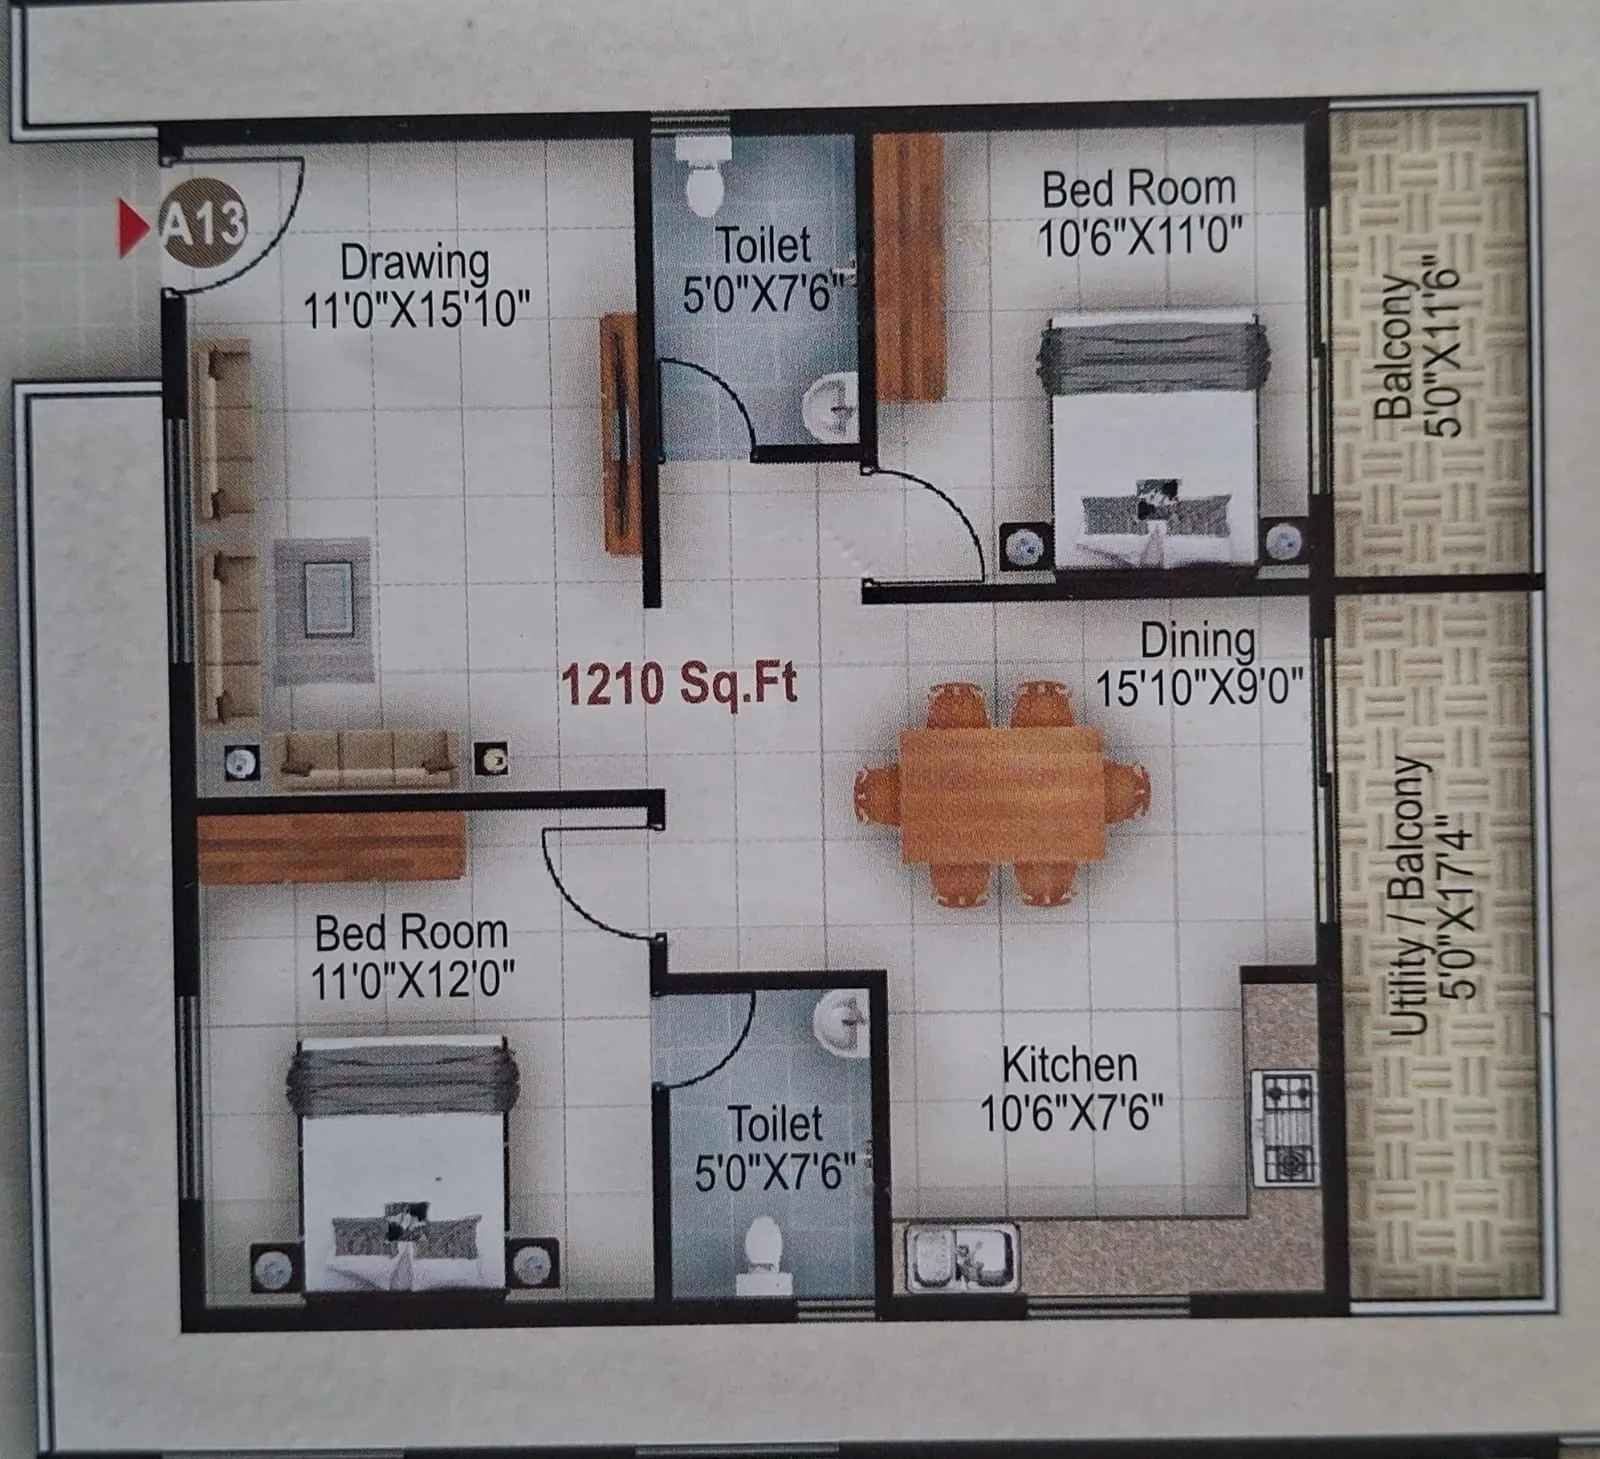 A13
Drawing
11'0"X15'10"
Toilet
5'0"X7'6"
Bed Room
10'6"X11'0"
Balcony
5'0"X11'6"
1210 Sq.Ft
Dining
15'10"X9'0"
Utility / Balcony
5'0"X17'4"
Bed Room
11'0"X12'0"
Toilet
5'0"X7'6"
Kitchen
10'6"X7'6"